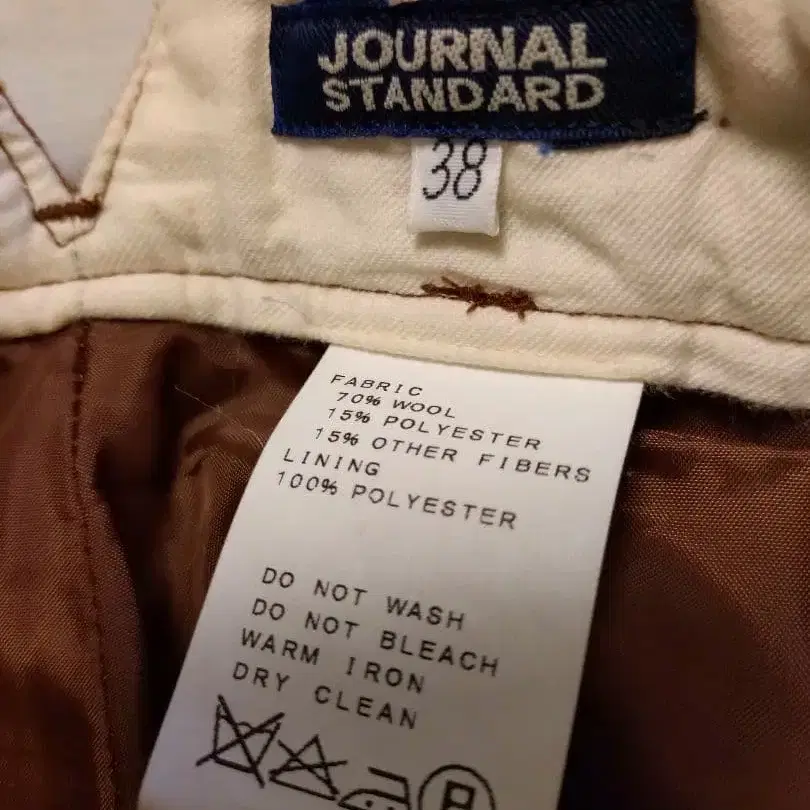 JOURNAL
STANDARD
38
FABRIC
70% WOOL
15% POLYESTER
15% OTHER FIBERS
LINING
100% POLYESTER
DO NOT WASH
DO NOT BLEACH
WARM IRON
DRY CLEAN